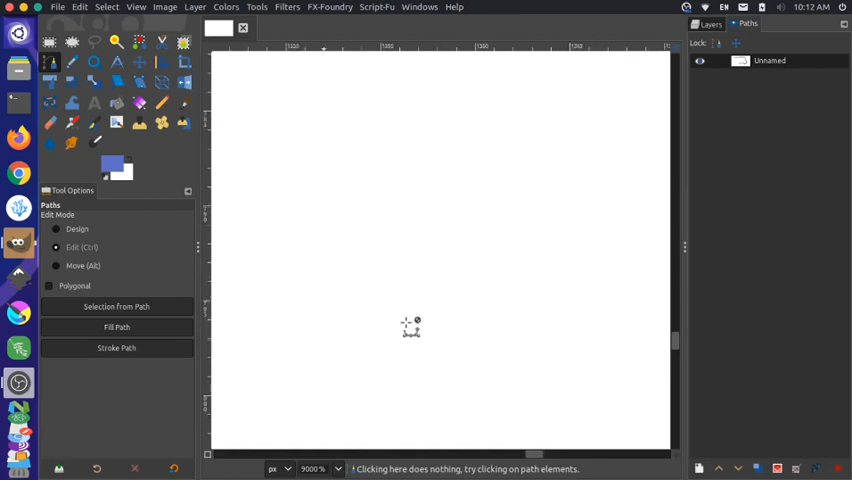 File Edit Select View Image Layer Colors Tools Filters FX-Foundry Script-Fu Windows Help EN 10:12 AM
Layers Paths
Lock:
Unnamed
Tool Options
Paths
Edit Mode
Design
Edit (Ctrl)
Move (Alt)
Polygonal
Selection from Path
Fill Path
Stroke Path
px 9000% Clicking here does nothing, try clicking on path elements.